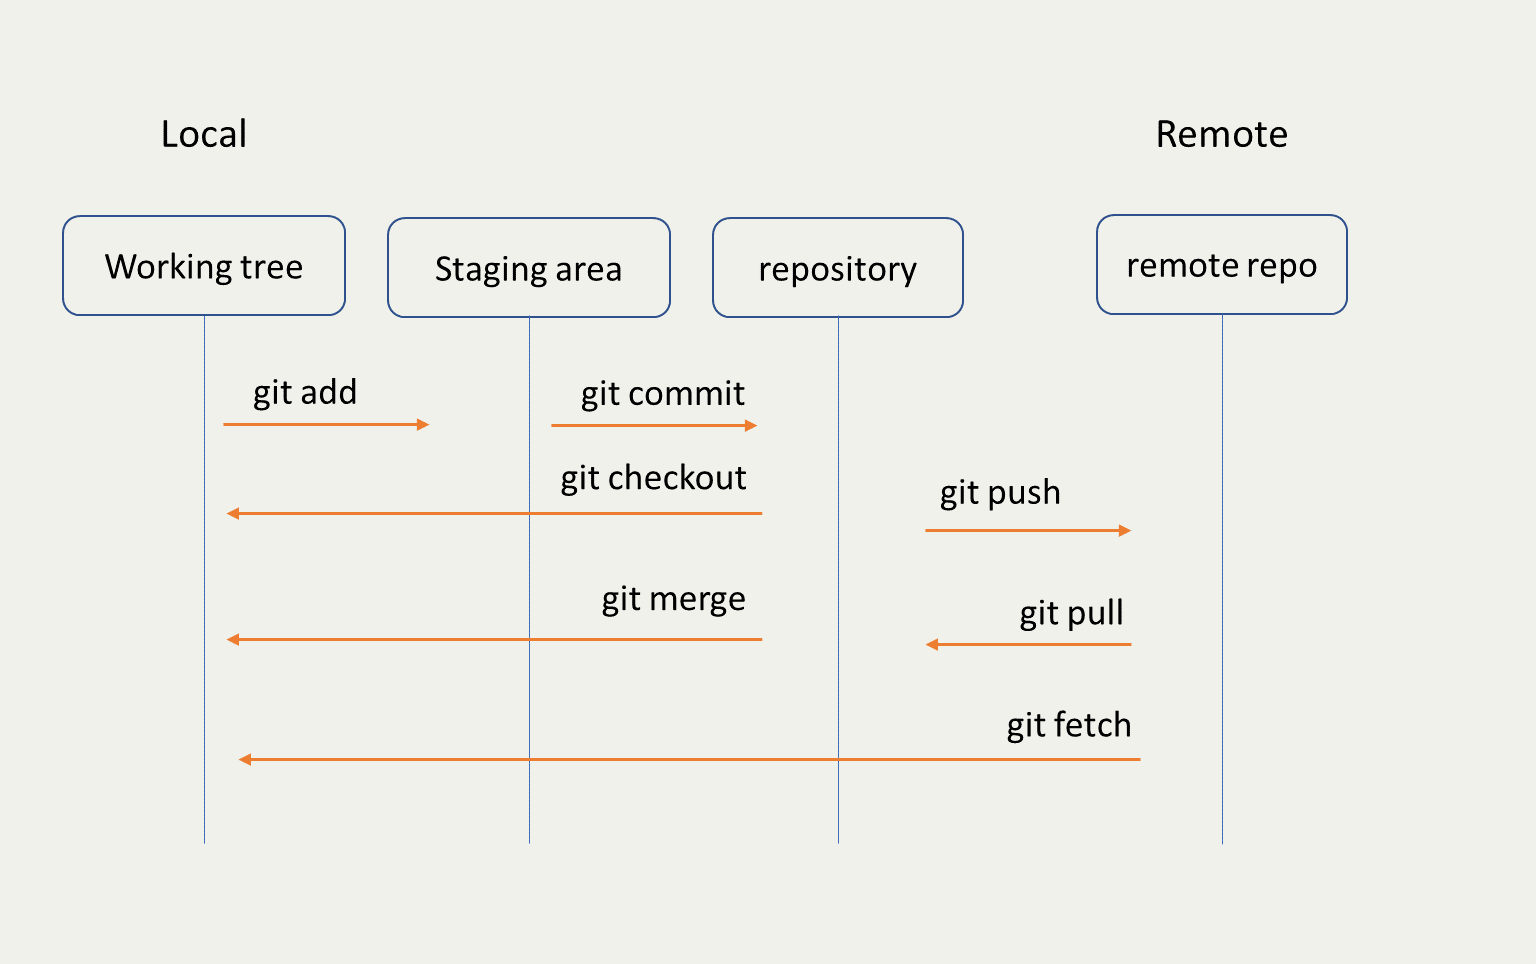 Local
Remote
Working tree
Staging area
repository
remote repo
git add
git commit
git checkout
git push
git merge
git pull
git fetch